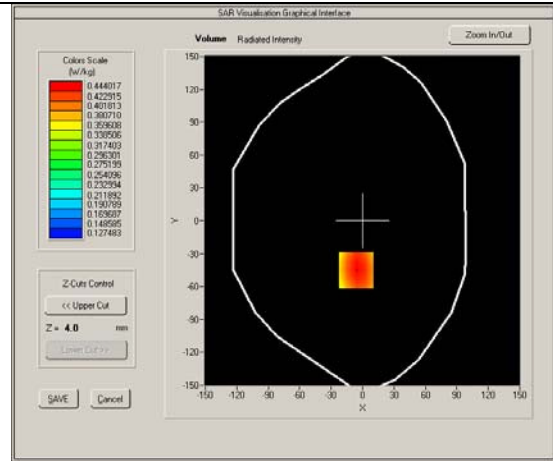 SAR Visualisation Graphical Interface
Volume Radiated Intensity
Zoom In/Out
Colors Scale
(W/kg)
0.444017
0.422915
0.401813
0.380710
0.359608
0.338506
0.317403
0.296301
0.275199
0.254096
0.232994
0.211892
0.190789
0.169687
0.148585
0.127483
Z-Cuts Control
<< Upper Cut
Z = 4.0 mm
Lower Cut >>
SAVE Cancel
150
120
90
60
30
0
-30
-60
-90
-120
-150
Y
-150 -120 -90 -60 -30 0 30 60 90 120 150
X